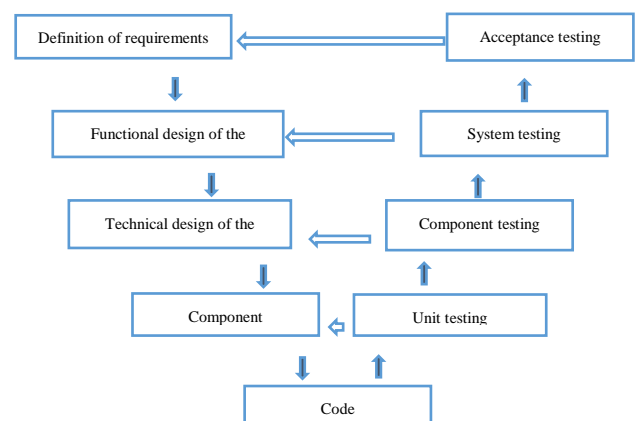 Definition of requirements
Acceptance testing
Functional design of the
System testing
Technical design of the
Component testing
Component
Unit testing
Code